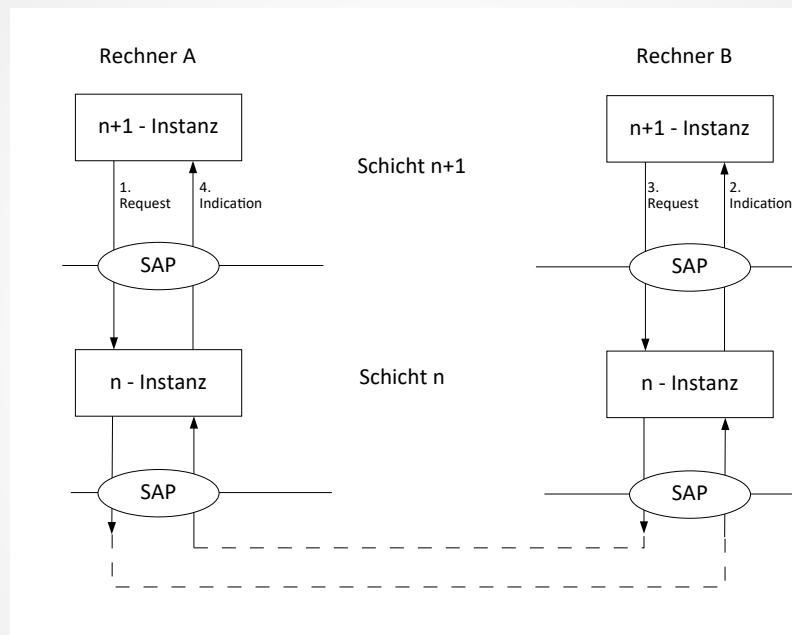 Rechner A
Rechner B
n+1 - Instanz
n+1 - Instanz
Schicht n+1
1.
Request
4.
Indication
3.
Request
2.
Indication
SAP
SAP
n - Instanz
Schicht n
n - Instanz
SAP
SAP